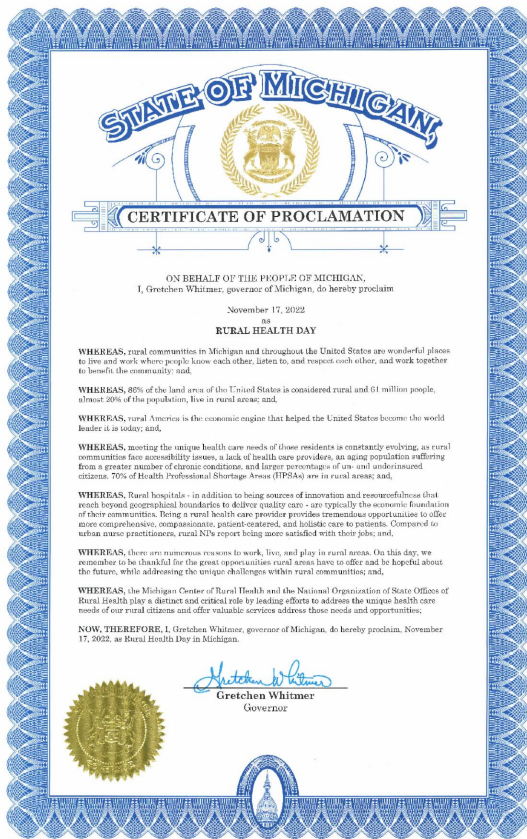 STATE OF MICHIGAN,
CERTIFICATE OF PROCLAMATION
ON BEHALF OF THE PEOPLE OF MICHIGAN,
I, Gretchen Whitmer, governor of Michigan, do hereby proclaim
November 17, 2022
as
RURAL HEALTH DAY
WHEREAS, rural communities in Michigan and throughout the United States are wonderful places
to live and work where people know each other, listen to, and respect each other, and work together
to benefit the community; and,
WHEREAS, 86% of the land area of the United States is considered rural and 61 million people,
almost 20% of the population, live in rural areas; and,
WHEREAS, rural America is the economic engine that helped the United States become the world
leader it is today; and,
WHEREAS, meeting the unique health care needs of those residents is constantly evolving, as rural
communities face accessibility issues, a lack of health care providers, an aging population suffering
from a greater number of chronic conditions, and larger percentages of un- and underinsured
citizens. 70% of Health Professional Shortage Areas (HPSAs) are in rural areas; and,
WHEREAS, Rural hospitals - in addition to being sources of innovation and resourcefulness that
reach beyond geographical boundaries to deliver quality care - are typically the economic foundation
of their communities. Being a rural health care provider provides tremendous opportunities to offer
more comprehensive, compassionate, patient-centered, and holistic care to patients. Compared to
urban nurse practitioners, rural NP's report being more satisfied with their jobs; and,
WHEREAS, there are numerous reasons to work, live, and play in rural areas. On this day, we
remember to be thankful for the great opportunities rural areas have to offer and be hopeful about
the future, while addressing the unique challenges within rural communities; and,
WHEREAS, the Michigan Center of Rural Health and the National Organization of State Offices of
Rural Health play a distinct and critical role by leading efforts to address the unique health care
needs of our rural citizens and offer valuable services address those needs and opportunities;
NOW, THEREFORE, I, Gretchen Whitmer, governor of Michigan, do hereby proclaim, November
17, 2022, as Rural Health Day in Michigan.
Gretchen Whitmer
Gretchen Whitmer
Governor